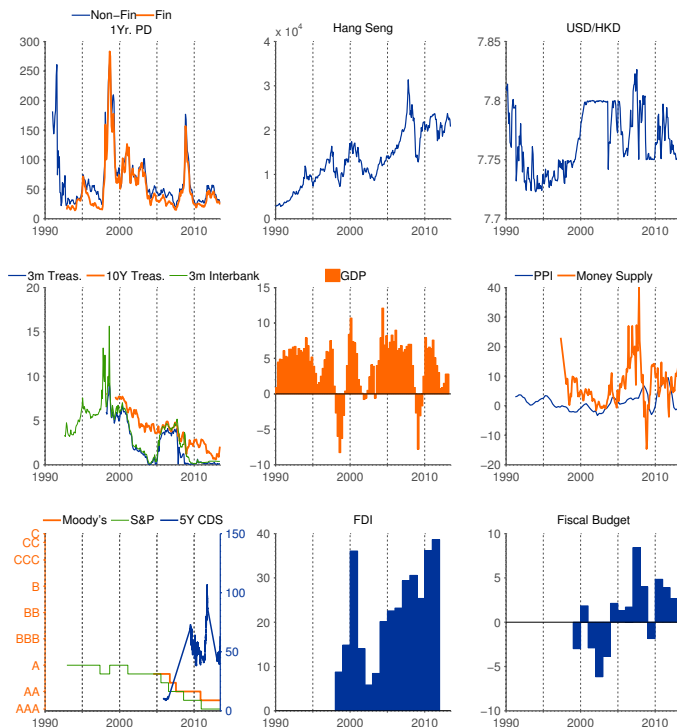 Non−Fin Fin
1Yr. PD
300
250
200
150
100
50
0
1990 2000 2010
x 10^4
Hang Seng
4
3
2
1
0
1990 2000 2010
USD/HKD
7.85
7.8
7.75
7.7
1990 2000 2010
3m Treas. 10Y Treas. 3m Interbank
20
15
10
5
0
1990 2000 2010
GDP
15
10
5
0
−5
−10
1990 2000 2010
PPI Money Supply
40
30
20
10
0
−10
−20
1990 2000 2010
Moody's S&P 5Y CDS
C
CC
CCC
B
BB
BBB
A
AA
AAA
150
100
50
0
1990 2000 2010
FDI
40
30
20
10
0
1990 2000 2010
Fiscal Budget
10
5
0
−5
−10
1990 2000 2010